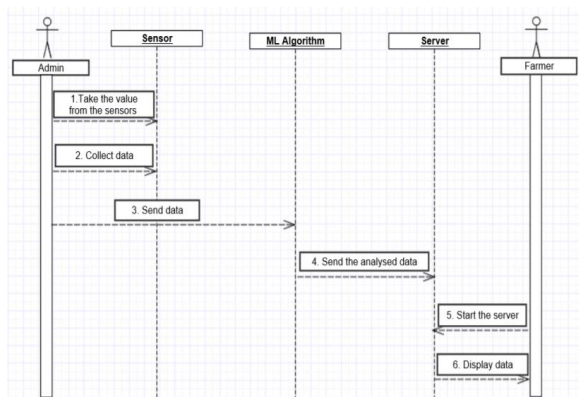 Sensor
ML Algorithm
Server
Admin
Farmer
1.Take the value
from the sensors
2. Collect data
3. Send data
4. Send the analysed data
5. Start the server
6. Display data